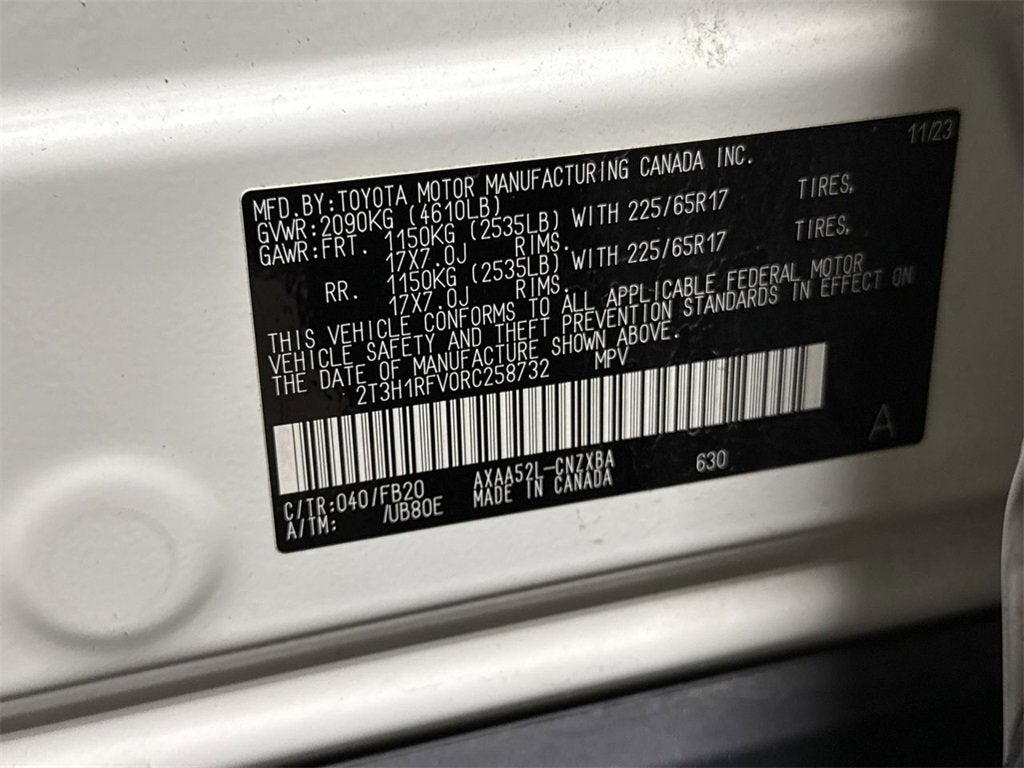 11/23
MFD.BY:TOYOTA MOTOR MANUFACTURING CANADA INC.
GVWR:2090KG (4610LB)
GAWR:FRT. 1150KG (2535LB) WITH 225/65R17 TIRES,
17X7.0J RIMS.
RR. 1150KG (2535LB) WITH 225/65R17 TIRES,
17X7.0J RIMS.
THIS VEHICLE CONFORMS TO ALL APPLICABLE FEDERAL MOTOR
VEHICLE SAFETY AND THEFT PREVENTION STANDARDS IN EFFECT ON
THE DATE OF MANUFACTURE SHOWN ABOVE.
2T3H1RFV0RC258732 MPV
A
C/TR:040/FB20 AXAA52L-CNZXBA 630
A/TM: /UB80E MADE IN CANADA